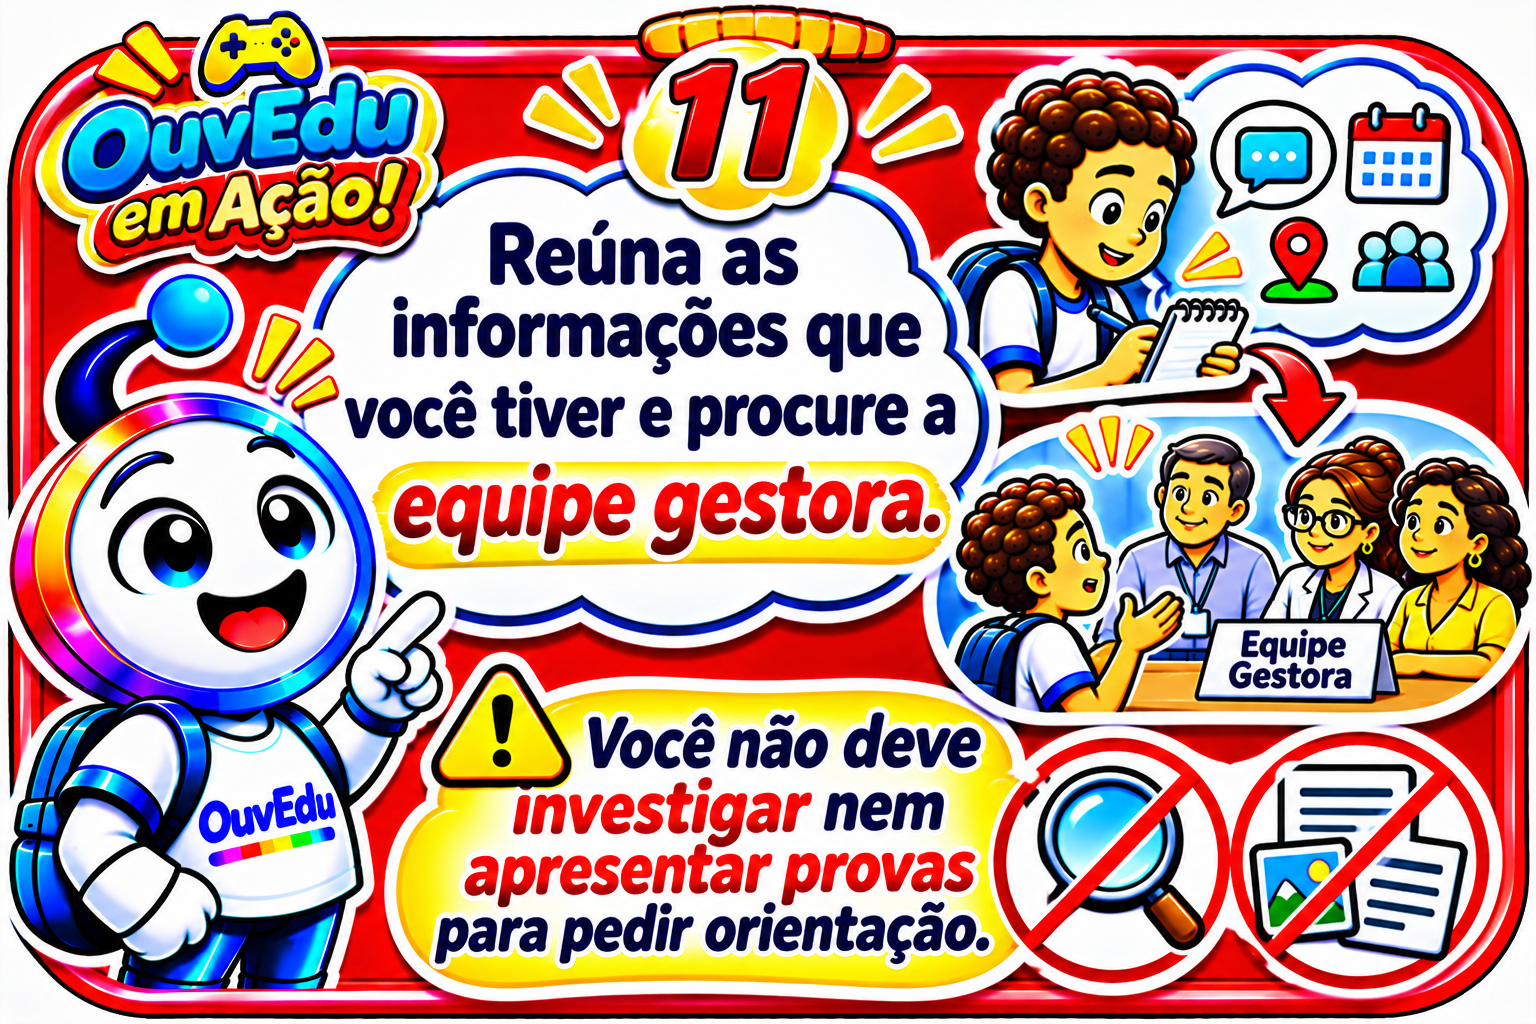 OuvEdu
em Ação!
11
Reúna as
informações que
você tiver e procure a
equipe gestora.
Equipe
Gestora
OuvEdu
Você não deve
investigar nem
apresentar provas
para pedir orientação.